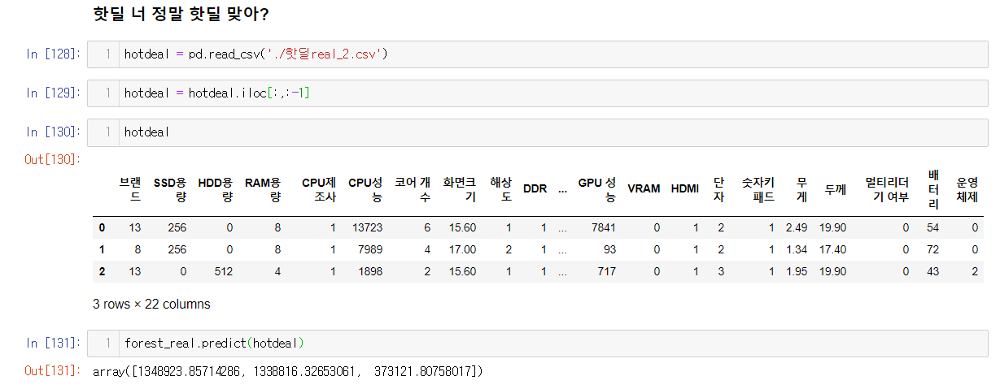 핫딜 너 정말 핫딜 맞아?
In [128]: 1 hotdeal = pd.read_csv('./핫딜real_2.csv')
In [129]: 1 hotdeal = hotdeal.iloc[:,:-1]
In [130]: 1 hotdeal
Out[130]:
브랜드 SSD용량 HDD용량 RAM용량 CPU제조사 CPU성능 코어 개수 화면크기 해상도 DDR ... GPU 성능 VRAM HDMI 단자 숫자키패드 무게 두께 멀티리더기 여부 배터리 운영체제
0 13 256 0 8 1 13723 6 15.60 1 1 ... 7841 0 1 2 1 2.49 19.90 0 54 0
1 8 256 0 8 1 7989 4 17.00 2 1 ... 93 0 1 2 1 1.34 17.40 0 72 0
2 13 0 512 4 1 1898 2 15.60 1 1 ... 717 0 1 3 1 1.95 19.90 0 43 2
3 rows × 22 columns
In [131]: 1 forest_real.predict(hotdeal)
Out[131]: array([1348923.85714286, 1338816.32653061, 373121.80758017])